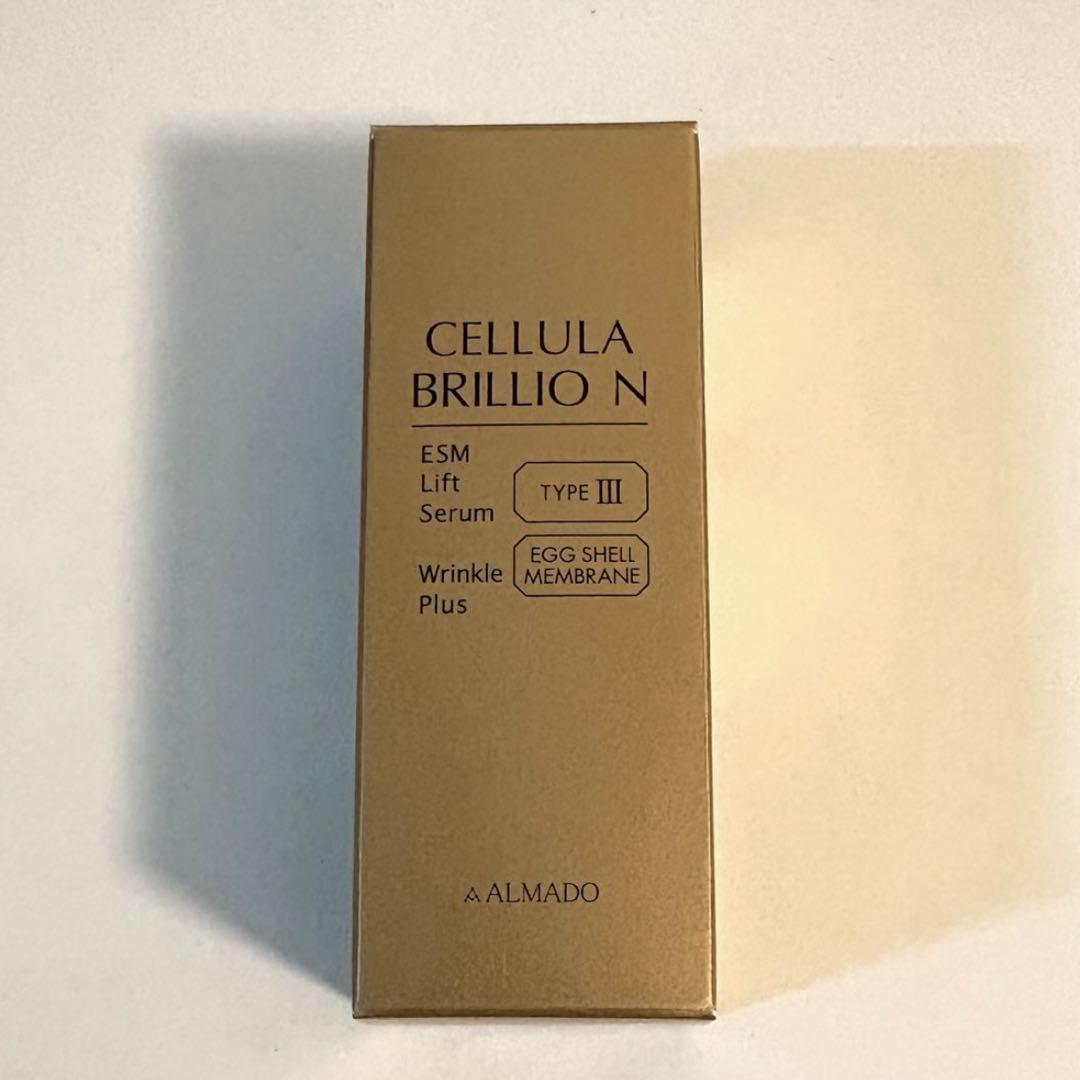 CELLULA
BRILLIO N
ESM
Lift
Serum
TYPE III
Wrinkle
Plus
EGG SHELL
MEMBRANE
ALMADO